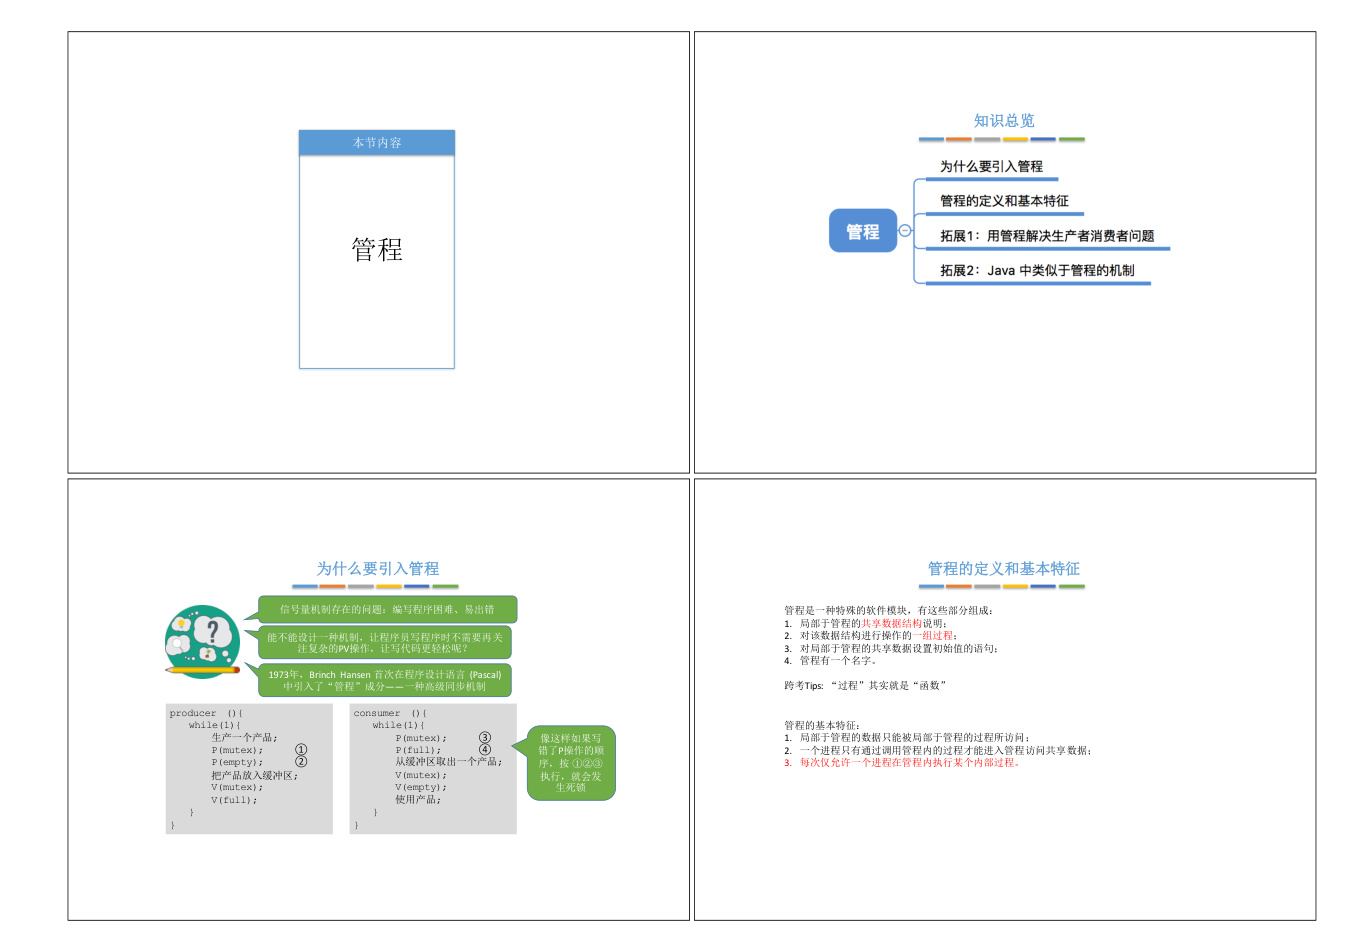 本节内容
管程
知识总览
管程
为什么要引入管程
管程的定义和基本特征
拓展1：用管程解决生产者消费者问题
拓展2：Java 中类似于管程的机制
为什么要引入管程
?
信号量机制存在的问题：编写程序困难、易出错
能不能设计一种机制，让程序员写程序时不需要再关
注复杂的PV操作，让写代码更轻松呢？
1973年，Brinch Hansen 首次在程序设计语言 (Pascal)
中引入了“管程”成分——一种高级同步机制
producer (){
while(1){
生产一个产品;
P(mutex); ①
P(empty); ②
把产品放入缓冲区;
V(mutex);
V(full);
}
}
consumer (){
while(1){
P(mutex); ③
P(full); ④
从缓冲区取出一个产品;
V(mutex);
V(empty);
使用产品;
}
}
像这样如果写
错了P操作的顺
序，按 ①②③
执行，就会发
生死锁
管程的定义和基本特征
管程是一种特殊的软件模块，有这些部分组成：
1. 局部于管程的共享数据结构说明；
2. 对该数据结构进行操作的一组过程；
3. 对局部于管程的共享数据设置初始值的语句；
4. 管程有一个名字。
跨考Tips: “过程”其实就是“函数”
管程的基本特征：
1. 局部于管程的数据只能被局部于管程的过程所访问；
2. 一个进程只有通过调用管程内的过程才能进入管程访问共享数据；
3. 每次仅允许一个进程在管程内执行某个内部过程。